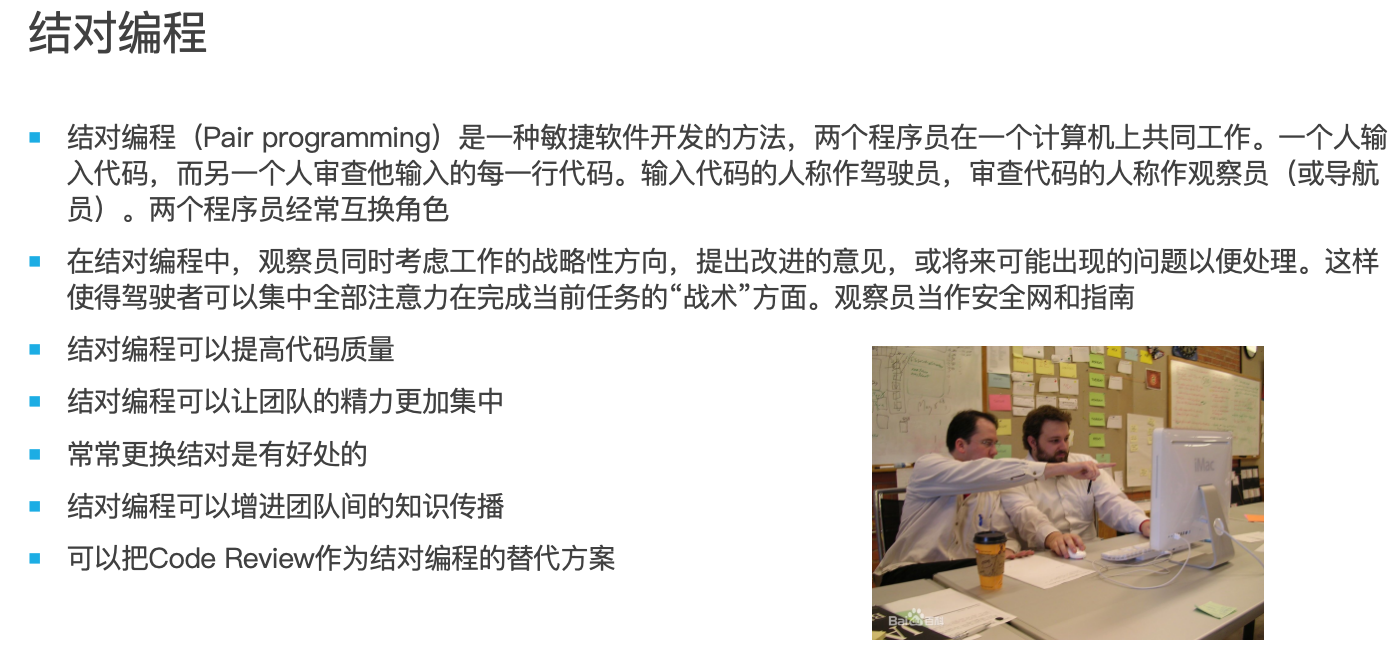 结对编程
结对编程（Pair programming）是一种敏捷软件开发的方法，两个程序员在一个计算机上共同工作。一个人输
入代码，而另一个人审查他输入的每一行代码。输入代码的人称作驾驶员，审查代码的人称作观察员（或导航
员）。两个程序员经常互换角色
在结对编程中，观察员同时考虑工作的战略性方向，提出改进的意见，或将来可能出现的问题以便处理。这样
使得驾驶者可以集中全部注意力在完成当前任务的“战术”方面。观察员当作安全网和指南
结对编程可以提高代码质量
结对编程可以让团队的精力更加集中
常常更换结对是有好处的
结对编程可以增进团队间的知识传播
可以把Code Review作为结对编程的替代方案
iMac
Bai百科